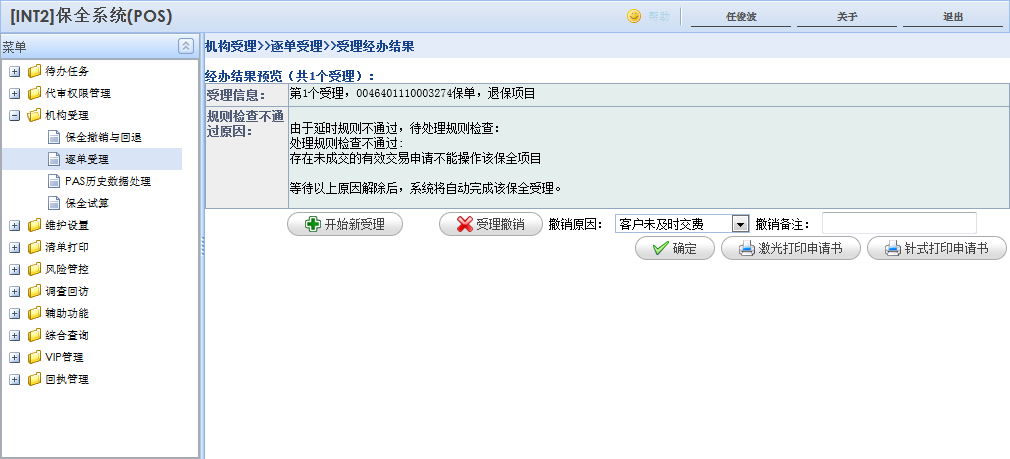 [INT2]保全系统(POS)
帮助
任俊波
关于
退出
菜单
待办任务
代审权限管理
机构受理
保全撤销与回退
逐单受理
PAS历史数据处理
保全试算
维护设置
清单打印
风险管控
调查回访
辅助功能
综合查询
VIP管理
回执管理
机构受理>>逐单受理>>受理经办结果
经办结果预览（共1个受理）：
受理信息：
第1个受理，0046401110003274保单，退保项目
规则检查不通
过原因：
由于延时规则不通过，待处理规则检查：
处理规则检查不通过：
存在未成交的有效交易申请不能操作该保全项目
等待以上原因解除后，系统将自动完成该保全受理。
开始新受理
受理撤销
撤销原因：
客户未及时交费
撤销备注：
确定
激光打印申请书
针式打印申请书